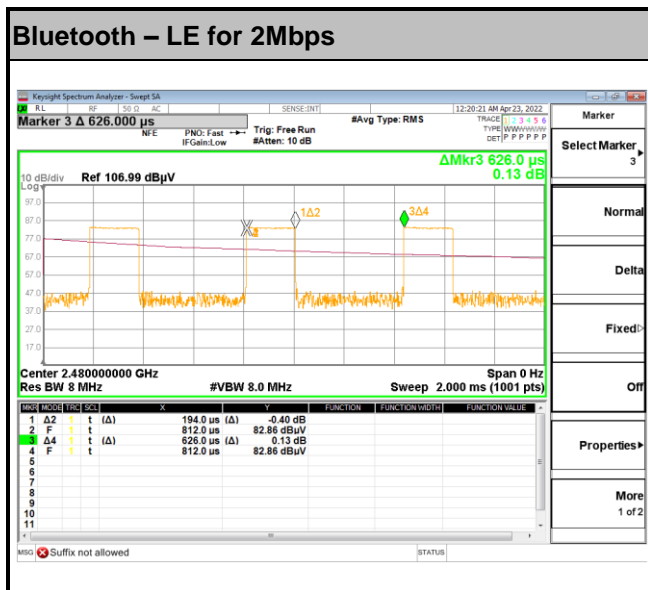 Bluetooth – LE for 2Mbps
Keysight Spectrum Analyzer - Swept SA
RL RF 50 Ω AC SENSE:INT 12:20:21 AM Apr 23, 2022
Marker 3 Δ 626.000 µs
NFE
PNO: Fast
IFGain:Low
Trig: Free Run
#Atten: 10 dB
#Avg Type: RMS
TRACE 1 2 3 4 5 6
TYPE
DET P P P P P P
ΔMkr3 626.0 µs
0.13 dB
10 dB/div Ref 106.99 dBµV
Log
97.0
87.0
77.0
67.0
57.0
47.0
37.0
27.0
17.0
1Δ2
3Δ4
Center 2.480000000 GHz Span 0 Hz
Res BW 8 MHz #VBW 8.0 MHz Sweep 2.000 ms (1001 pts)
MKR MODE TRC SCL X Y FUNCTION FUNCTION WIDTH FUNCTION VALUE
1 Δ2 1 t (Δ) 194.0 µs (Δ) -0.40 dB
2 F 1 t 812.0 µs 82.86 dBµV
3 Δ4 1 t (Δ) 626.0 µs (Δ) 0.13 dB
4 F 1 t 812.0 µs 82.86 dBµV
5
6
7
8
9
10
11
MSG Suffix not allowed STATUS
Marker
Select Marker
3
Normal
Delta
Fixed
Off
Properties
More
1 of 2